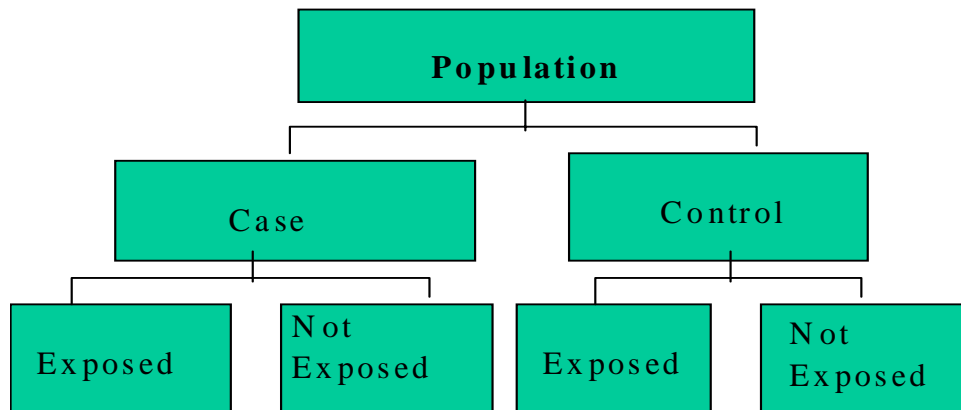 Population
Case
Control
Exposed
Not
Exposed
Exposed
Not
Exposed